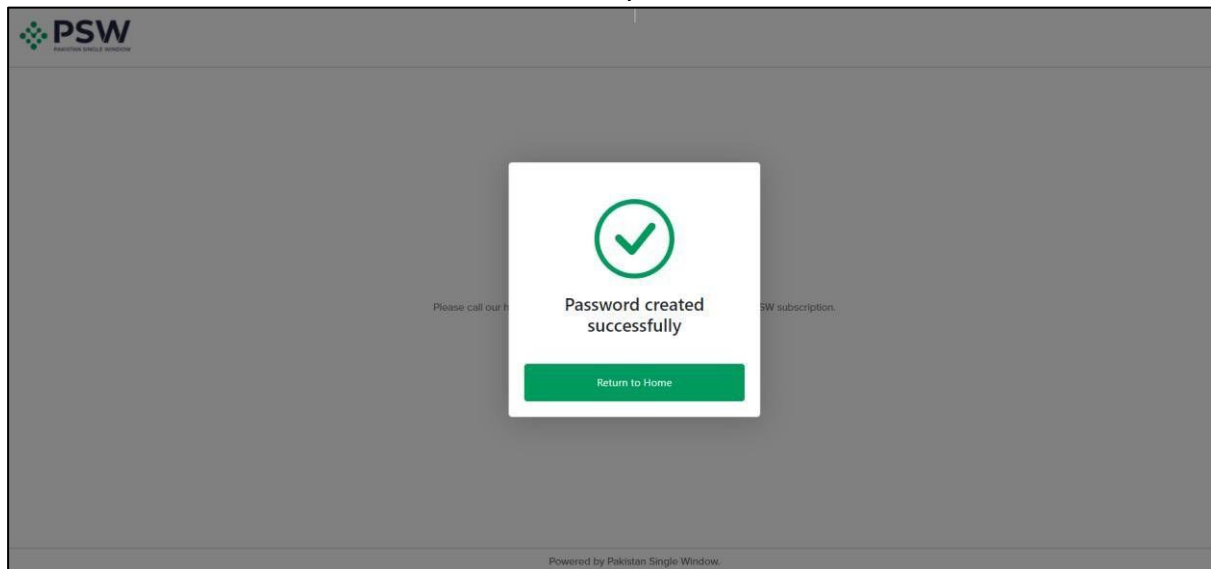 PSW
PAKISTAN SINGLE WINDOW
Password created
successfully
Please call our
SW subscription.
Return to Home
Powered by Pakistan Single Window.